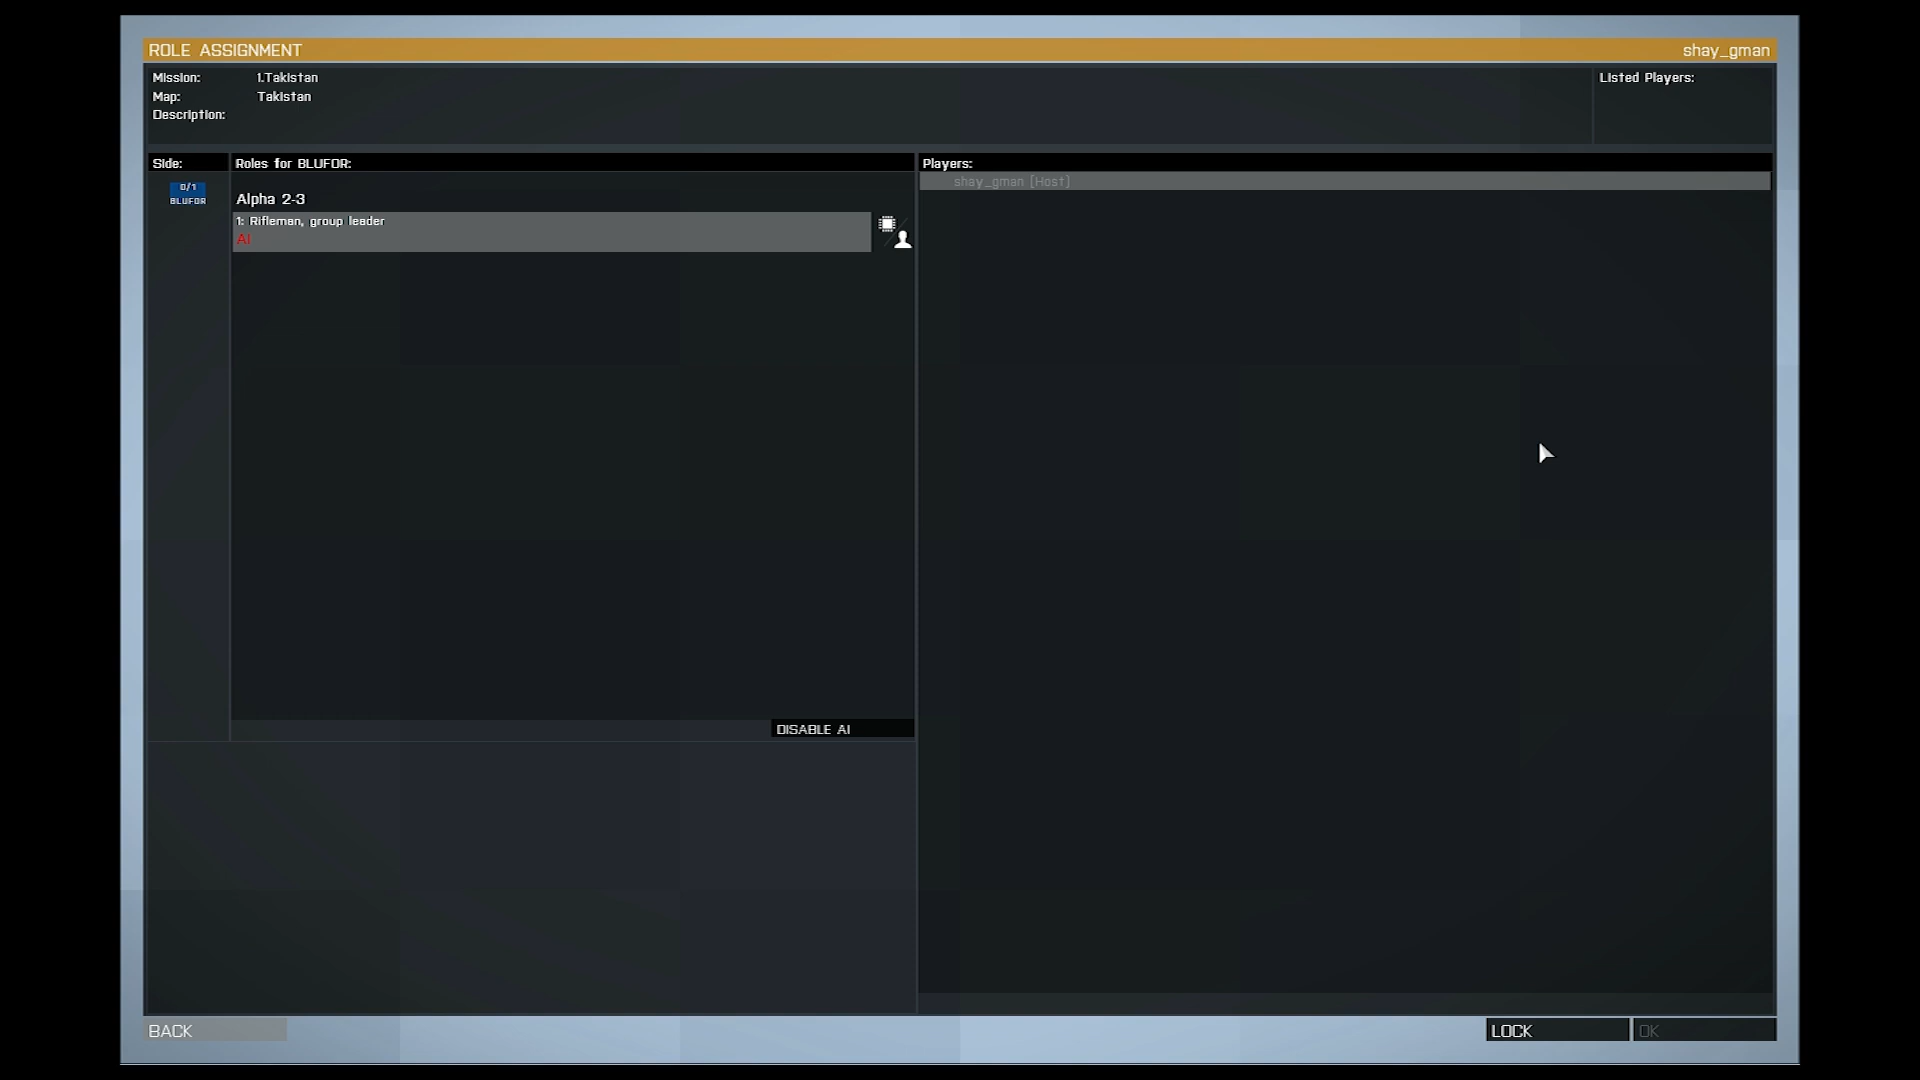 ROLE ASSIGNMENT
shay_gman
Mission: 1.Takistan
Map: Takistan
Description:
Listed Players:
Side:
Roles for BLUFOR:
Players:
0/1
BLUFOR
shay_gman [Host]
Alpha 2-3
1: Rifleman, group leader
AI
DISABLE AI
BACK
LOCK
OK